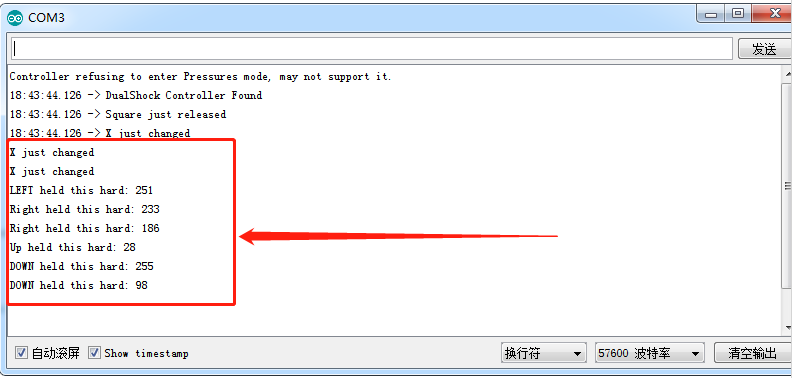 COM3
发送
Controller refusing to enter Pressures mode, may not support it.
18:43:44.126 -> DualShock Controller Found
18:43:44.126 -> Square just released
18:43:44.126 -> X just changed
X just changed
X just changed
LEFT held this hard: 251
Right held this hard: 233
Right held this hard: 186
Up held this hard: 28
DOWN held this hard: 255
DOWN held this hard: 98
自动滚屏 Show timestamp 换行符 57600 波特率 清空输出